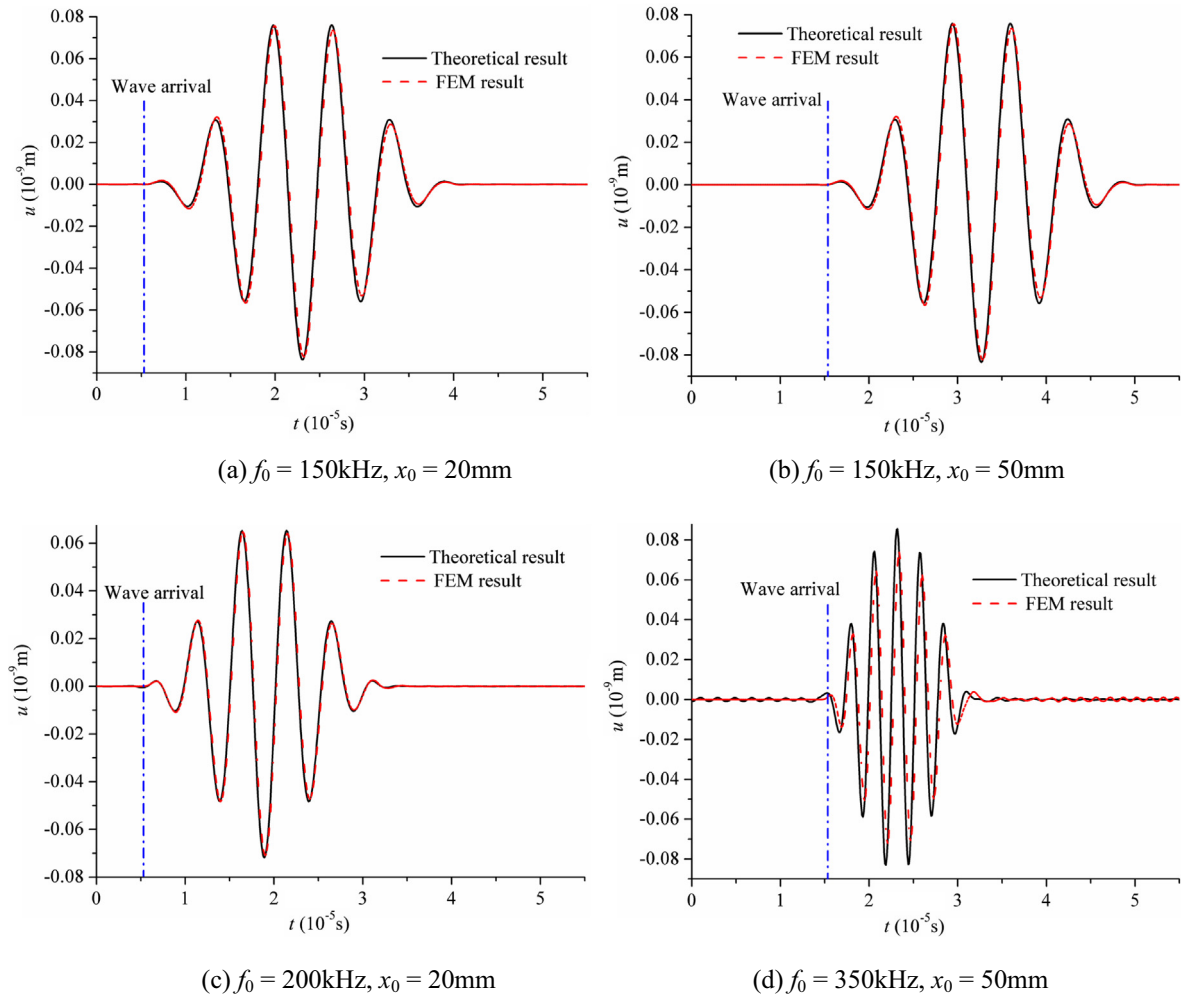 0.08
0.06
0.04
0.02
0.00
-0.02
-0.04
-0.06
-0.08
u (10⁻⁹m)
Wave arrival
Theoretical result
FEM result
0 1 2 3 4 5
t (10⁻⁵s)
(a) f₀ = 150kHz, x₀ = 20mm
0.08
0.06
0.04
0.02
0.00
-0.02
-0.04
-0.06
-0.08
u (10⁻⁹m)
Theoretical result
FEM result
Wave arrival
0 1 2 3 4 5
t (10⁻⁵s)
(b) f₀ = 150kHz, x₀ = 50mm
0.06
0.04
0.02
0.00
-0.02
-0.04
-0.06
-0.08
u (10⁻⁹m)
Theoretical result
FEM result
Wave arrival
0 1 2 3 4 5
t (10⁻⁵s)
(c) f₀ = 200kHz, x₀ = 20mm
0.08
0.06
0.04
0.02
0.00
-0.02
-0.04
-0.06
-0.08
u (10⁻⁹m)
Wave arrival
Theoretical result
FEM result
0 1 2 3 4 5
t (10⁻⁵s)
(d) f₀ = 350kHz, x₀ = 50mm